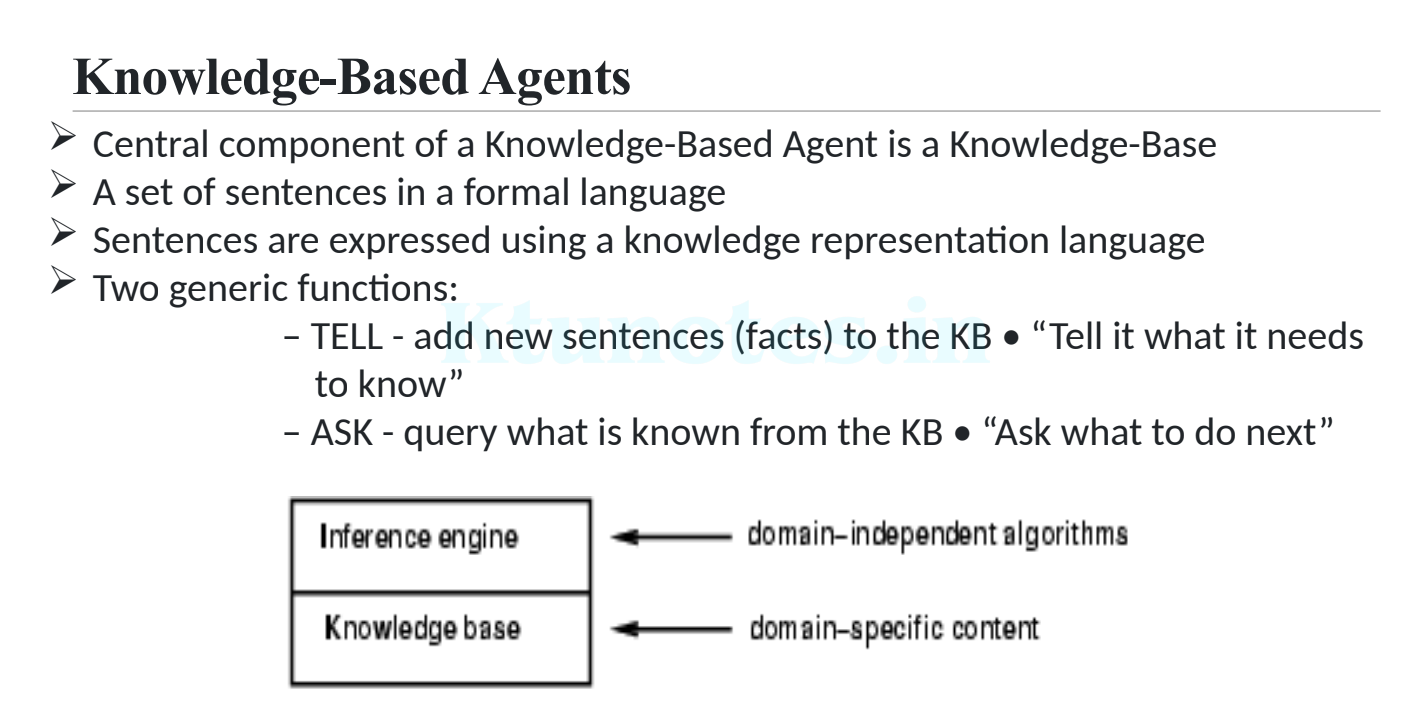 Knowledge-Based Agents
➢ Central component of a Knowledge-Based Agent is a Knowledge-Base
➢ A set of sentences in a formal language
➢ Sentences are expressed using a knowledge representation language
➢ Two generic functions:
– TELL - add new sentences (facts) to the KB • “Tell it what it needs
to know”
– ASK - query what is known from the KB • “Ask what to do next”
Ktunotes.in
Inference engine domain–independent algorithms
Knowledge base domain–specific content